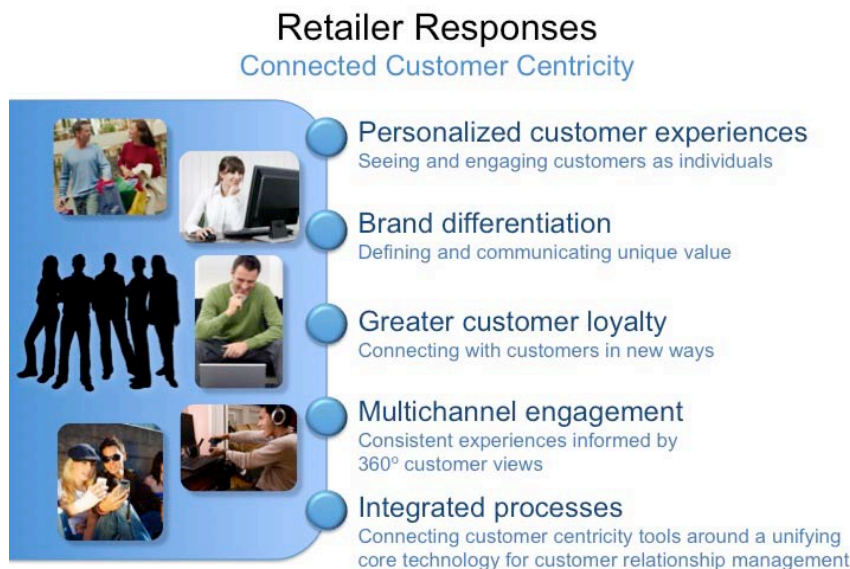 Retailer Responses
Connected Customer Centricity
Personalized customer experiences
Seeing and engaging customers as individuals
Brand differentiation
Defining and communicating unique value
Greater customer loyalty
Connecting with customers in new ways
Multichannel engagement
Consistent experiences informed by
360º customer views
Integrated processes
Connecting customer centricity tools around a unifying
core technology for customer relationship management